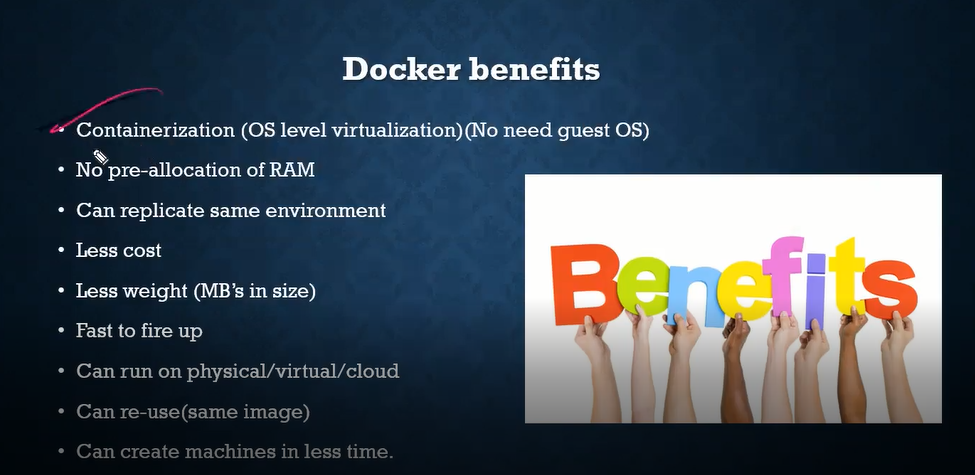 Docker benefits
• Containerization (OS level virtualization)(No need guest OS)
• No pre-allocation of RAM
• Can replicate same environment
• Less cost
• Less weight (MB's in size)
• Fast to fire up
• Can run on physical/virtual/cloud
• Can re-use(same image)
• Can create machines in less time.
Benefits